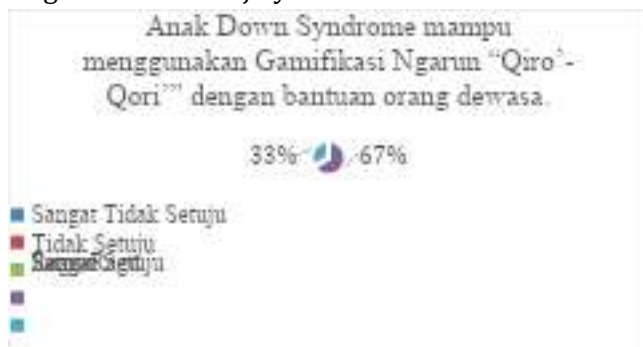 Anak Down Syndrome mampu
menggunakan Gamifikasi Ngarun “Qiro’-
Qori’” dengan bantuan orang dewasa.
33% 67%
Sangat Tidak Setuju
Tidak Setuju